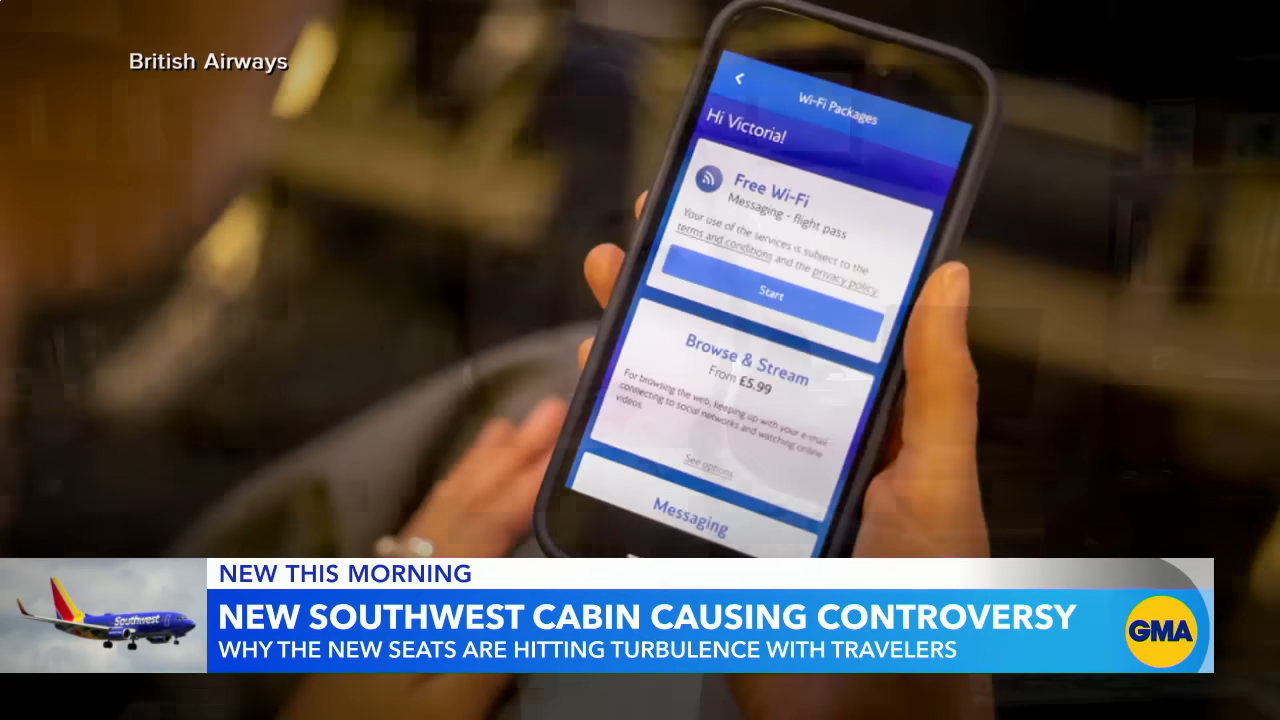 British Airways
Wi-Fi Packages
Hi Victoria!
Free Wi-Fi
Messaging - flight pass
Your use of the services is subject to the
terms and conditions and the privacy policy
Start
Browse & Stream
From £5.99
For browsing the web, keeping up with your e-mail
connecting to social networks and watching online
videos
See options
Messaging
NEW THIS MORNING
Southwest
NEW SOUTHWEST CABIN CAUSING CONTROVERSY
WHY THE NEW SEATS ARE HITTING TURBULENCE WITH TRAVELERS
GMA